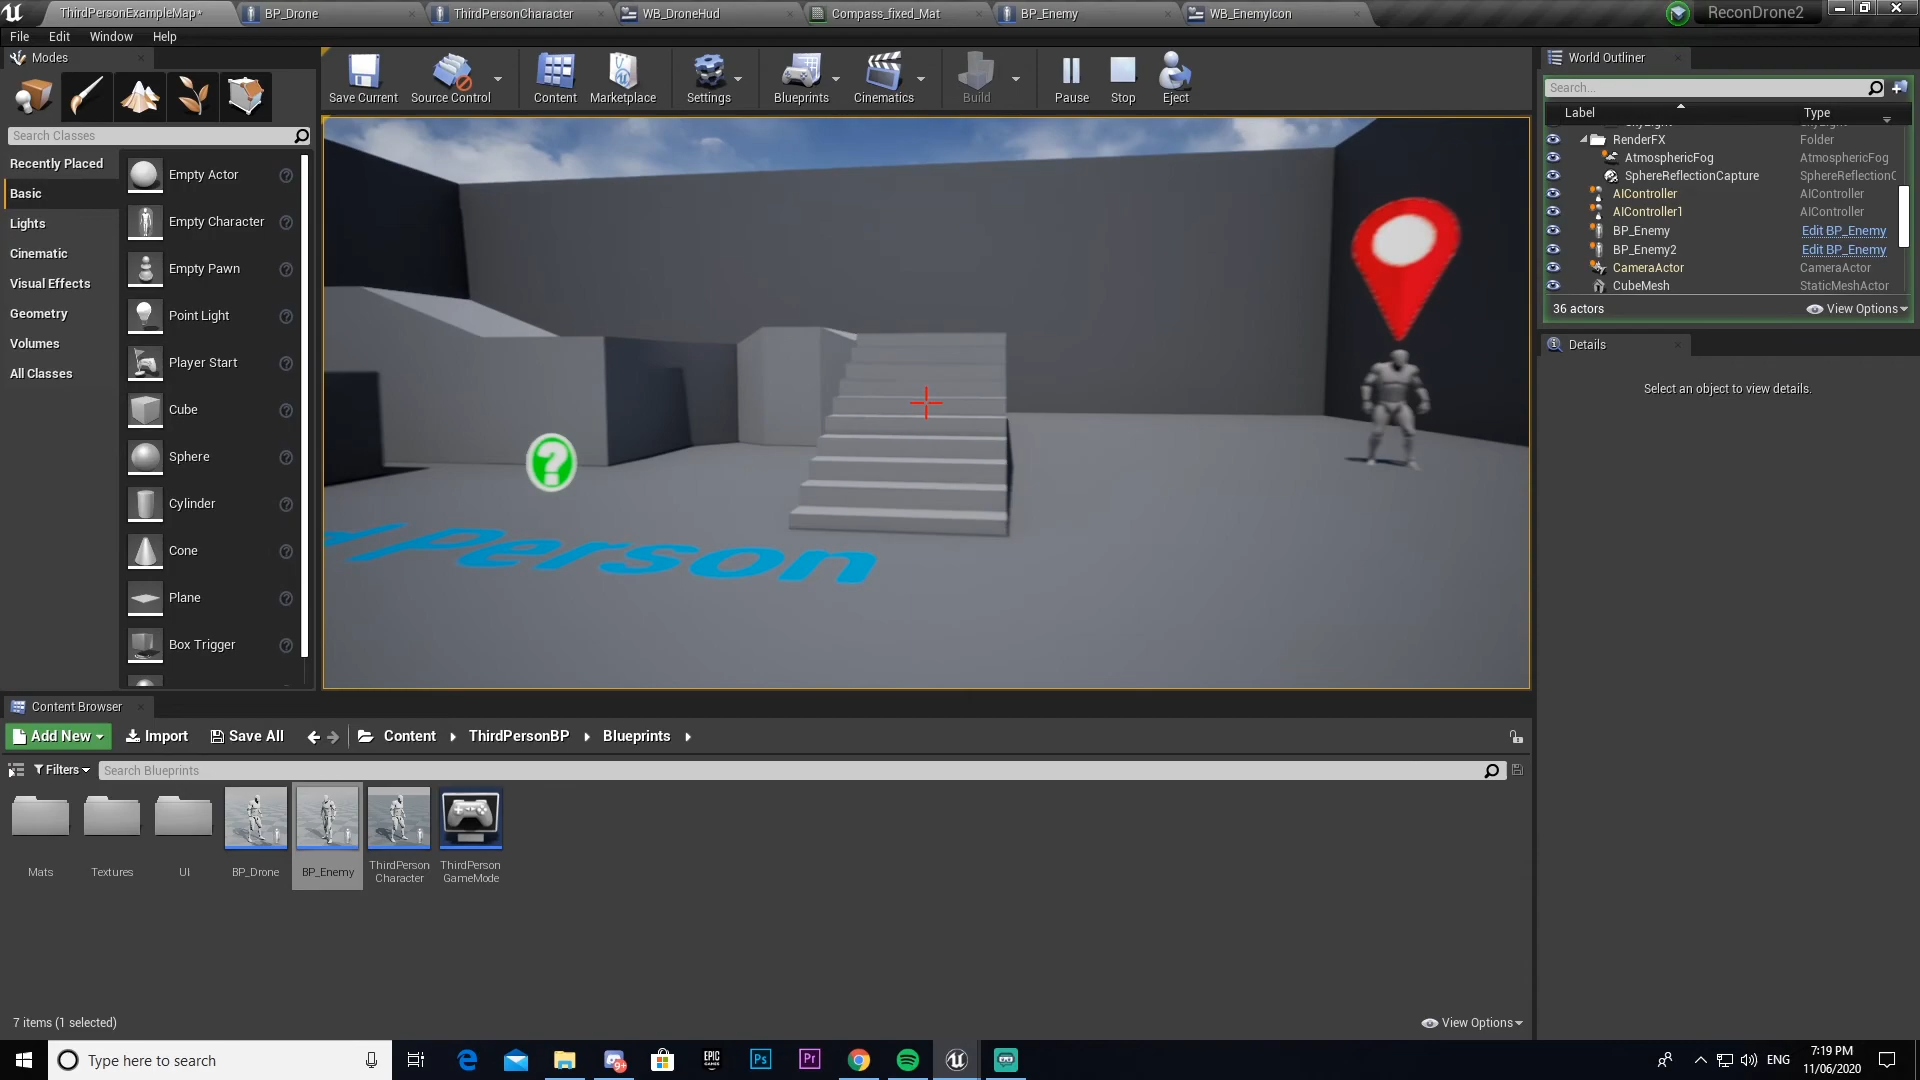 ThirdPersonExampleMap*
BP_Drone
ThirdPersonCharacter
WB_DroneHud
Compass_fixed_Mat
BP_Enemy
WB_EnemyIcon
ReconDrone2
File
Edit
Window
Help
Modes
Save Current
Source Control
Content
Marketplace
Settings
Blueprints
Cinematics
Build
Pause
Stop
Eject
Search Classes
Recently Placed
Basic
Lights
Cinematic
Visual Effects
Geometry
Volumes
All Classes
Empty Actor
Empty Character
Empty Pawn
Point Light
Player Start
Cube
Sphere
Cylinder
Cone
Plane
Box Trigger
Person
World Outliner
Search...
Label
Type
RenderFX
Folder
AtmosphericFog
AtmosphericFog
SphereReflectionCapture
SphereReflectionC
AIController
AIController
AIController1
AIController
BP_Enemy
Edit BP_Enemy
BP_Enemy2
Edit BP_Enemy
CameraActor
CameraActor
CubeMesh
StaticMeshActor
36 actors
View Options
Details
Select an object to view details.
Content Browser
Add New
Import
Save All
Content
ThirdPersonBP
Blueprints
Filters
Search Blueprints
Mats
Textures
UI
BP_Drone
BP_Enemy
ThirdPerson
Character
ThirdPerson
GameMode
7 items (1 selected)
View Options
Type here to search
EPIC
GAMES
Ps
Pr
9+
ENG
7:19 PM
11/06/2020